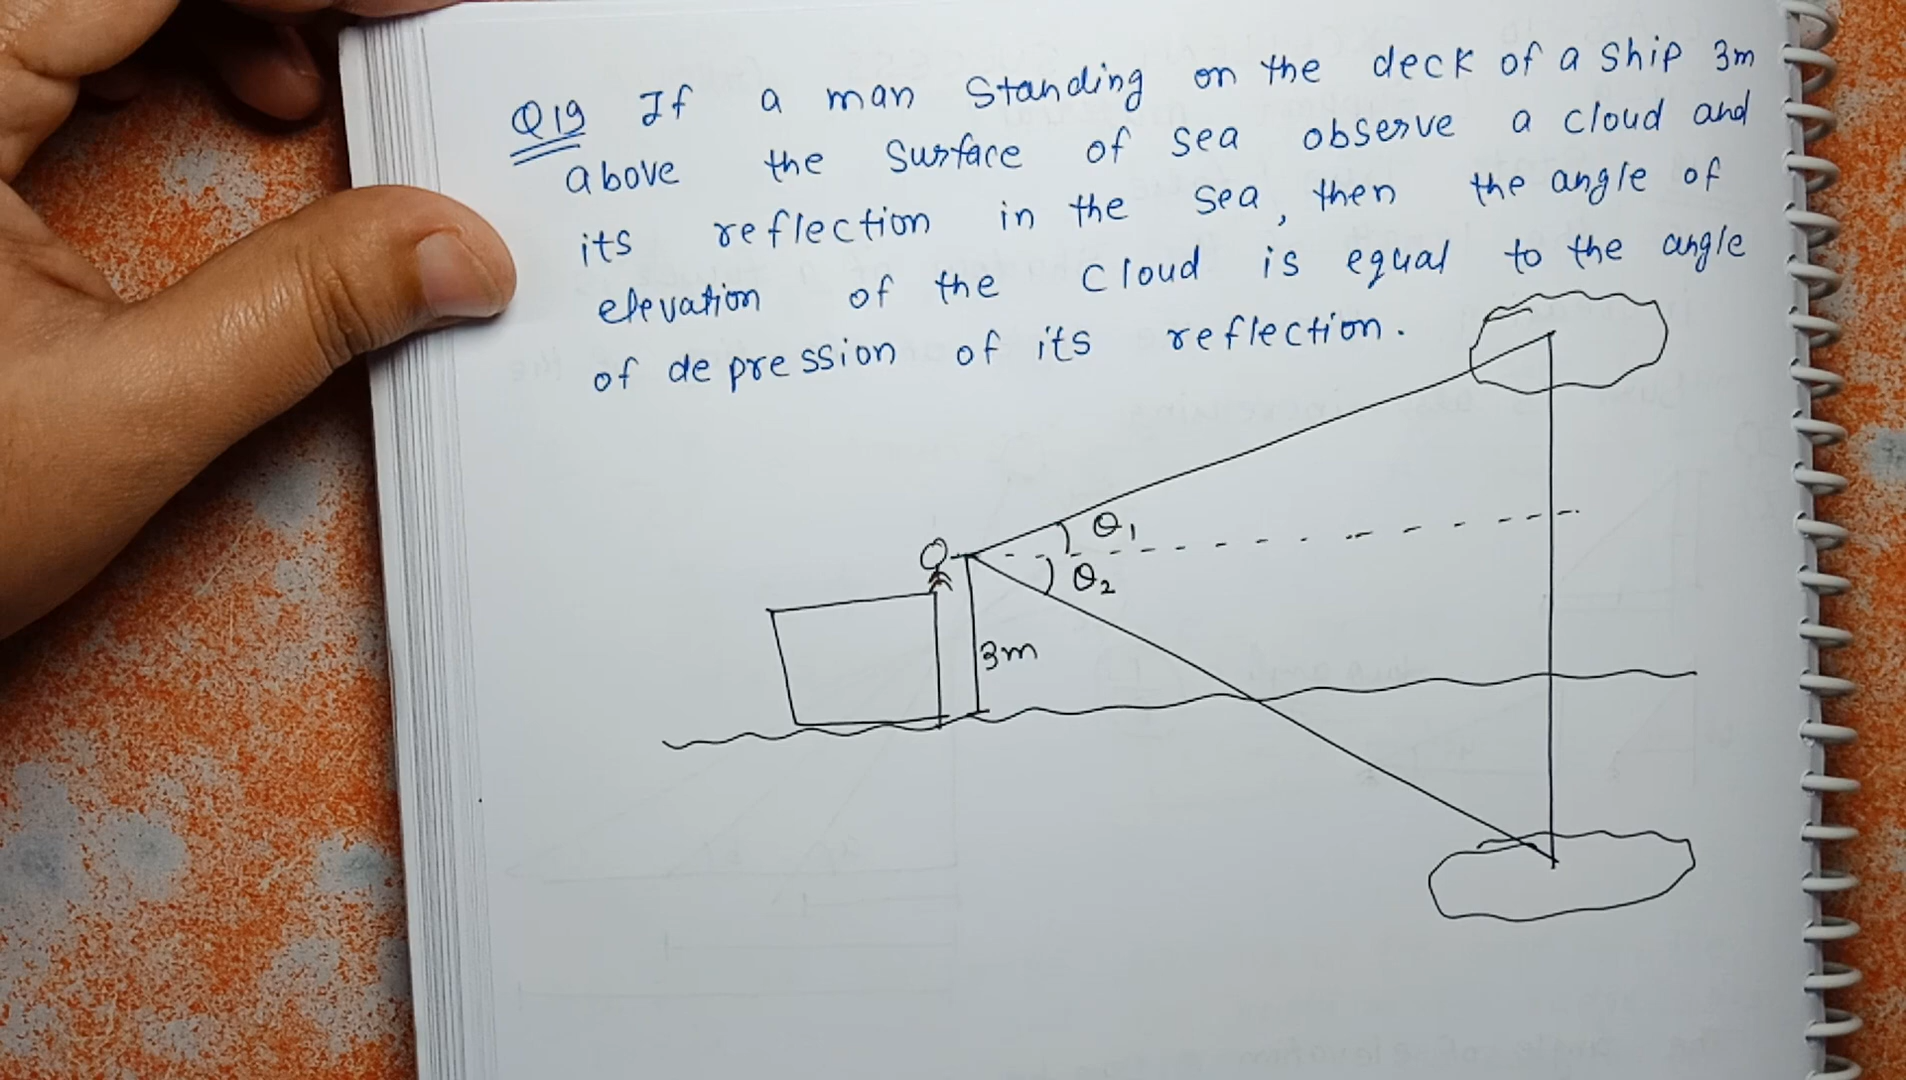 Q19 If a man Standing on the deck of a Ship 3m
above the Surface of sea observe a cloud and
its reflection in the sea, then the angle of
elevation of the Cloud is equal to the angle
of depression of its reflection.
θ₁
θ₂
3m